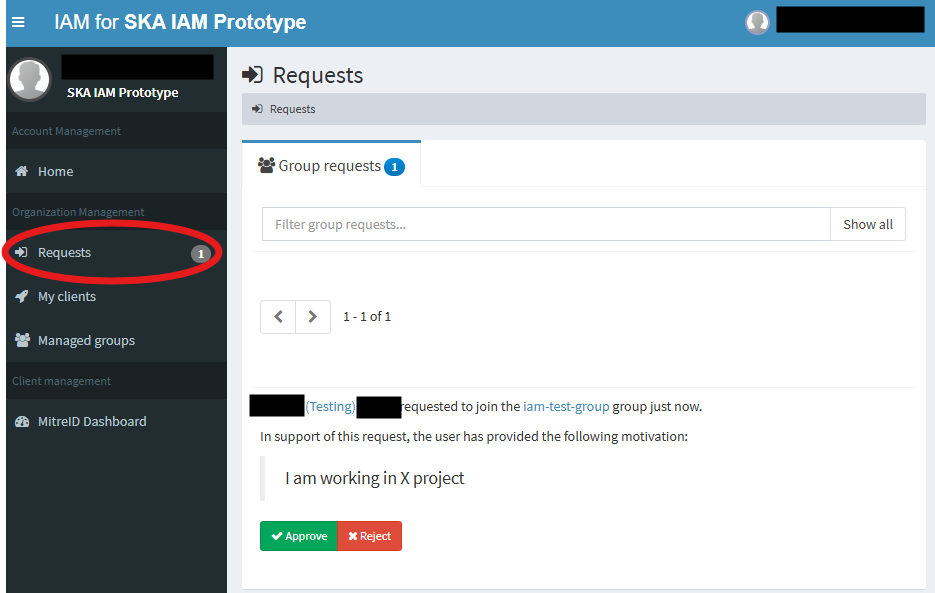 IAM for SKA IAM Prototype
SKA IAM Prototype
Account Management
Home
Organization Management
Requests 1
My clients
Managed groups
Client management
MitreID Dashboard
Requests
Requests
Group requests 1
Filter group requests... Show all
1 - 1 of 1
(Testing) requested to join the iam-test-group group just now.
In support of this request, the user has provided the following motivation:
I am working in X project
Approve Reject